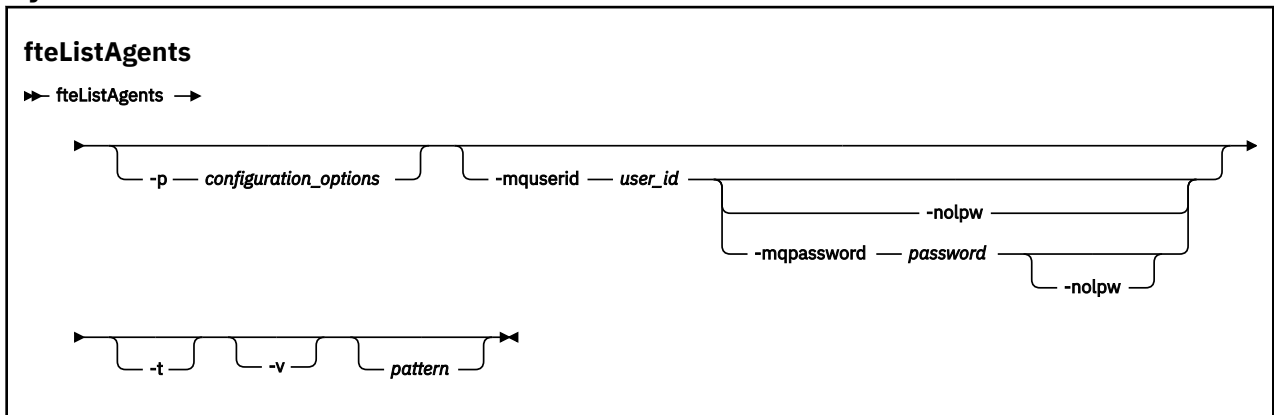 fteListAgents
fteListAgents
-p configuration_options -mquserid user_id
-nolpw
-mqpassword password
-nolpw
-t -v pattern